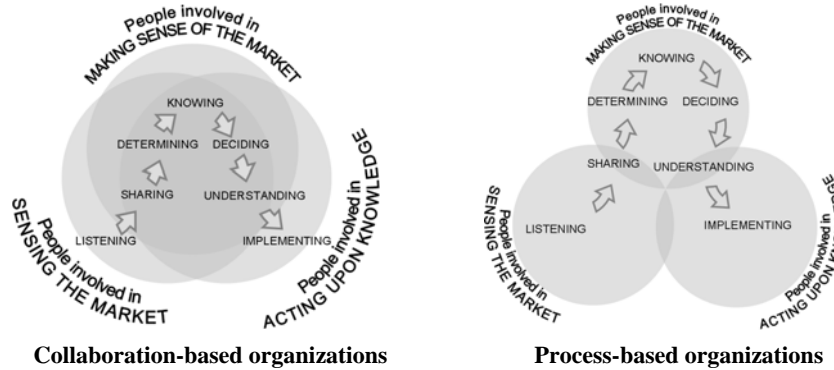 People involved in
MAKING SENSE OF THE MARKET
KNOWING
DETERMINING DECIDING
SHARING UNDERSTANDING
LISTENING IMPLEMENTING
People involved in
SENSING THE MARKET
People involved in
ACTING UPON KNOWLEDGE
Collaboration-based organizations
People involved in
MAKING SENSE OF THE MARKET
KNOWING
DETERMINING DECIDING
SHARING UNDERSTANDING
LISTENING IMPLEMENTING
People involved in
SENSING THE MARKET
People involved in
ACTING UPON
Process-based organizations